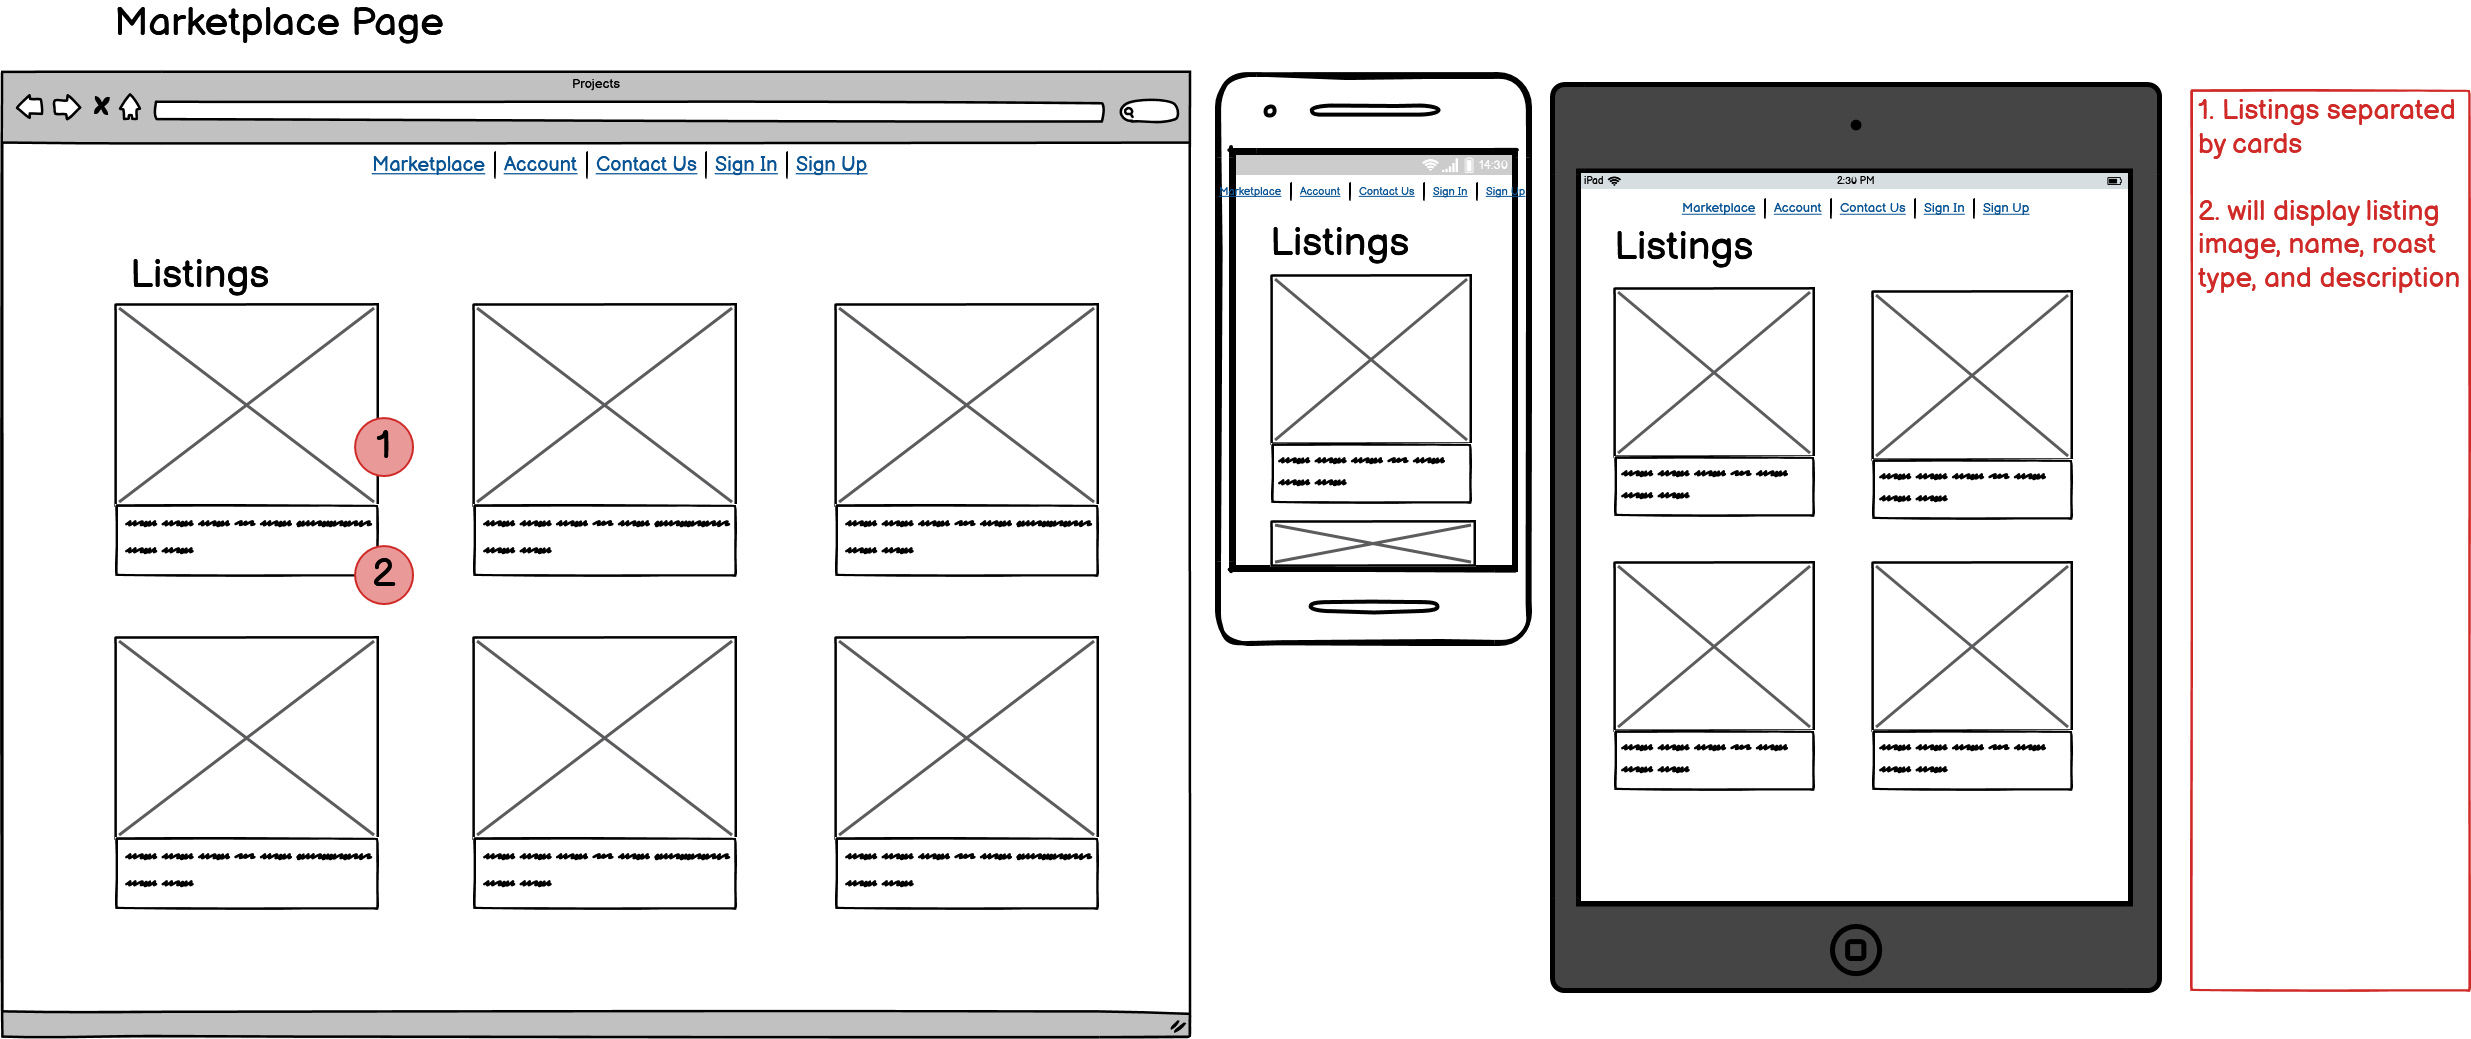 Marketplace Page
Projects
Marketplace Account Contact Us Sign In Sign Up
Listings
1
2
14:30
Marketplace Account Contact Us Sign In Sign Up
Listings
iPad 2:30 PM
Marketplace Account Contact Us Sign In Sign Up
Listings
1. Listings separated
by cards
2. will display listing
image, name, roast
type, and description